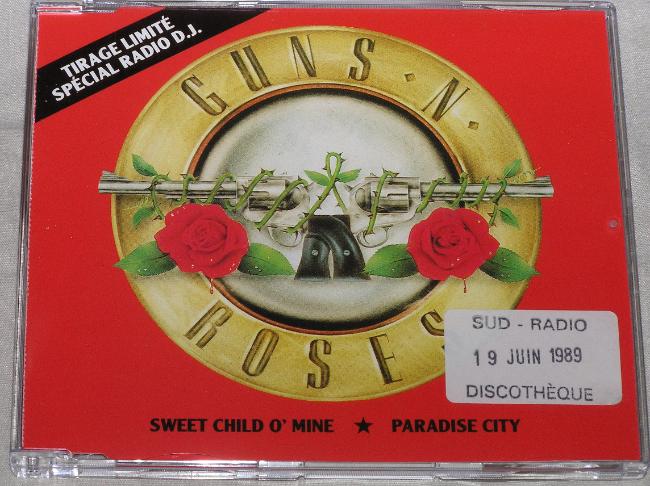 TIRAGE LIMITÉ
SPÉCIAL RADIO D.J.
GUNS · N ·
ROSES
SUD - RADIO
19 JUIN 1989
DISCOTHÈQUE
SWEET CHILD O' MINE ★ PARADISE CITY